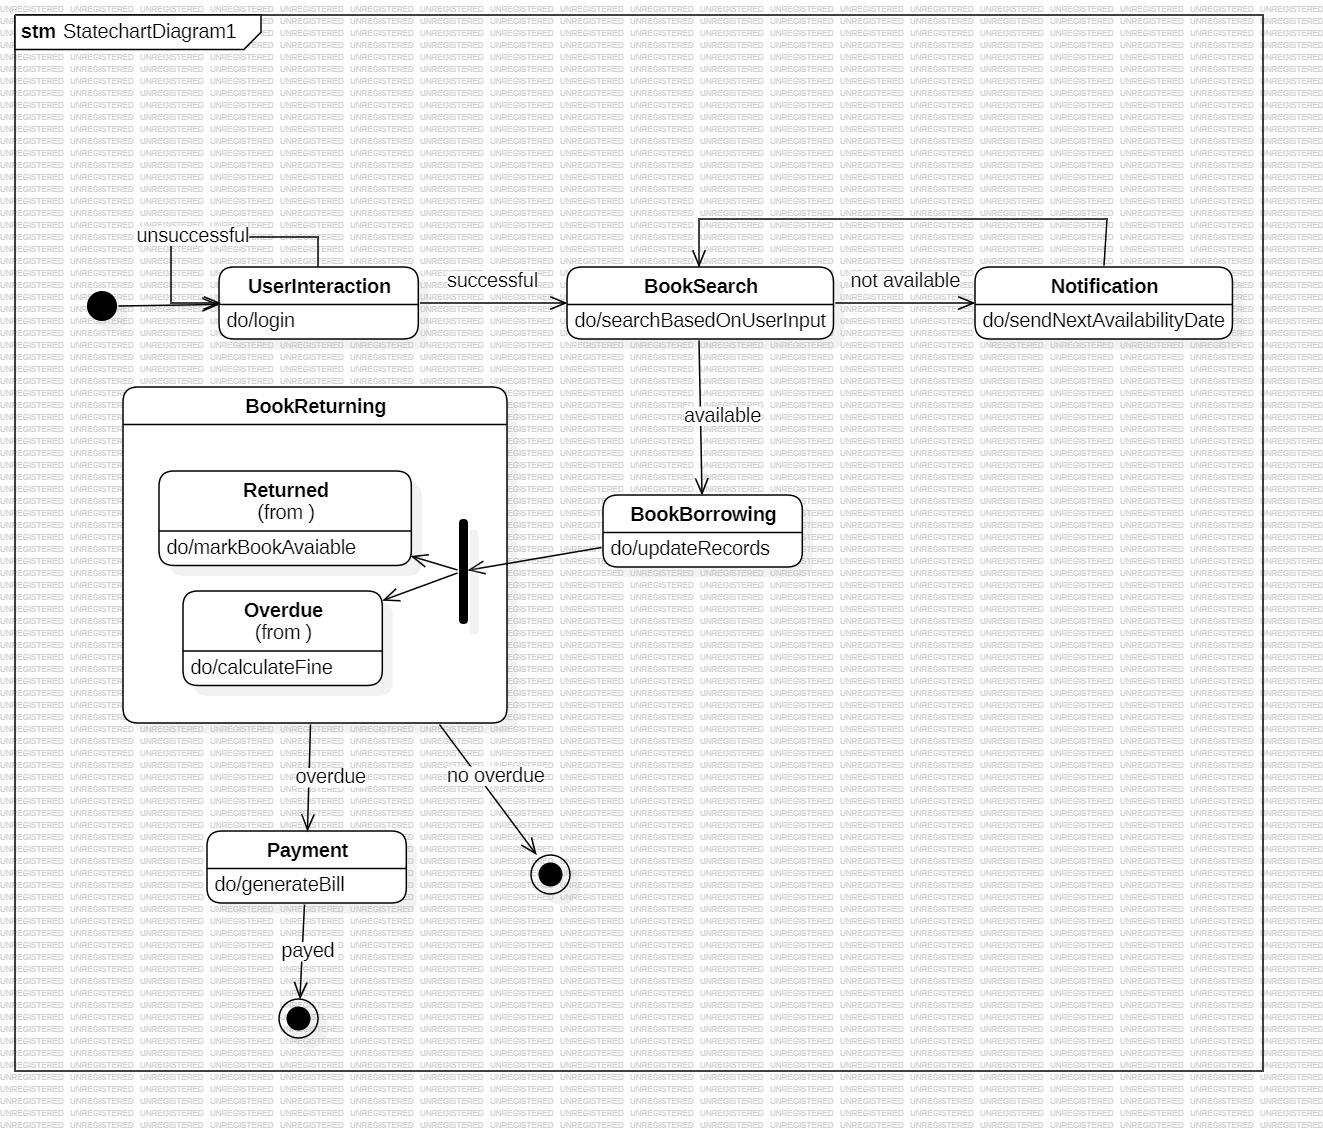 stm StatechartDiagram1
unsuccessful
UserInteraction
do/login
successful
BookSearch
do/searchBasedOnUserInput
not available
Notification
do/sendNextAvailabilityDate
available
BookReturning
Returned
(from )
do/markBookAvaiable
Overdue
(from )
do/calculateFine
BookBorrowing
do/updateRecords
overdue
no overdue
Payment
do/generateBill
payed
UNREGISTERED